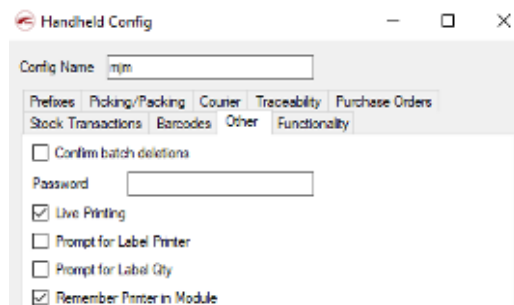 Handheld Config
Config Name mjm
Prefixes Picking/Packing Courier Traceability Purchase Orders
Stock Transactions Barcodes Other Functionality
Confirm batch deletions
Password
Live Printing
Prompt for Label Printer
Prompt for Label Qty
Remember Printer in Module